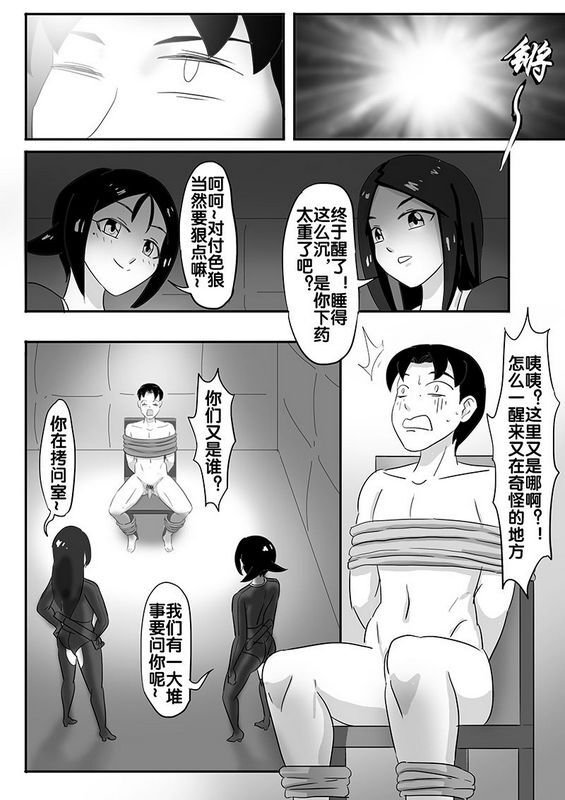 锵
终于醒了！睡得
这么沉，是你下药
太重了吧？
呵呵~对付色狼
当然要狠点嘛~
咦咦？这里又是哪啊？！
怎么一醒来又在奇怪的地方
你们又是谁？
你在拷问室~
我们有一大堆
事要问你呢~